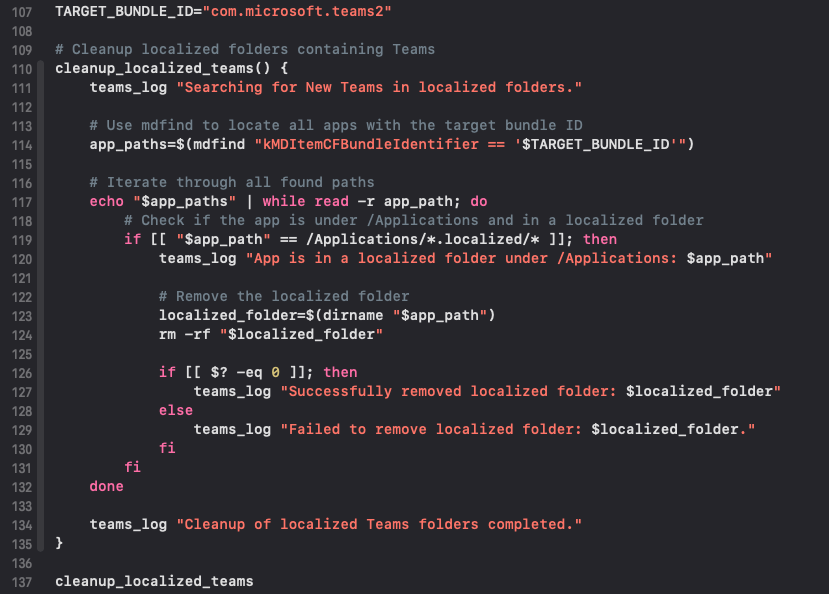 107 TARGET_BUNDLE_ID="com.microsoft.teams2"
108
109 # Cleanup localized folders containing Teams
110 cleanup_localized_teams() {
111     teams_log "Searching for New Teams in localized folders."
112
113     # Use mdfind to locate all apps with the target bundle ID
114     app_paths=$(mdfind "kMDItemCFBundleIdentifier == '$TARGET_BUNDLE_ID'")
115
116     # Iterate through all found paths
117     echo "$app_paths" | while read -r app_path; do
118         # Check if the app is under /Applications and in a localized folder
119         if [[ "$app_path" == /Applications/*.localized/* ]]; then
120             teams_log "App is in a localized folder under /Applications: $app_path"
121
122             # Remove the localized folder
123             localized_folder=$(dirname "$app_path")
124             rm -rf "$localized_folder"
125
126             if [[ $? -eq 0 ]]; then
127                 teams_log "Successfully removed localized folder: $localized_folder"
128             else
129                 teams_log "Failed to remove localized folder: $localized_folder."
130             fi
131         fi
132     done
133
134     teams_log "Cleanup of localized Teams folders completed."
135 }
136
137 cleanup_localized_teams